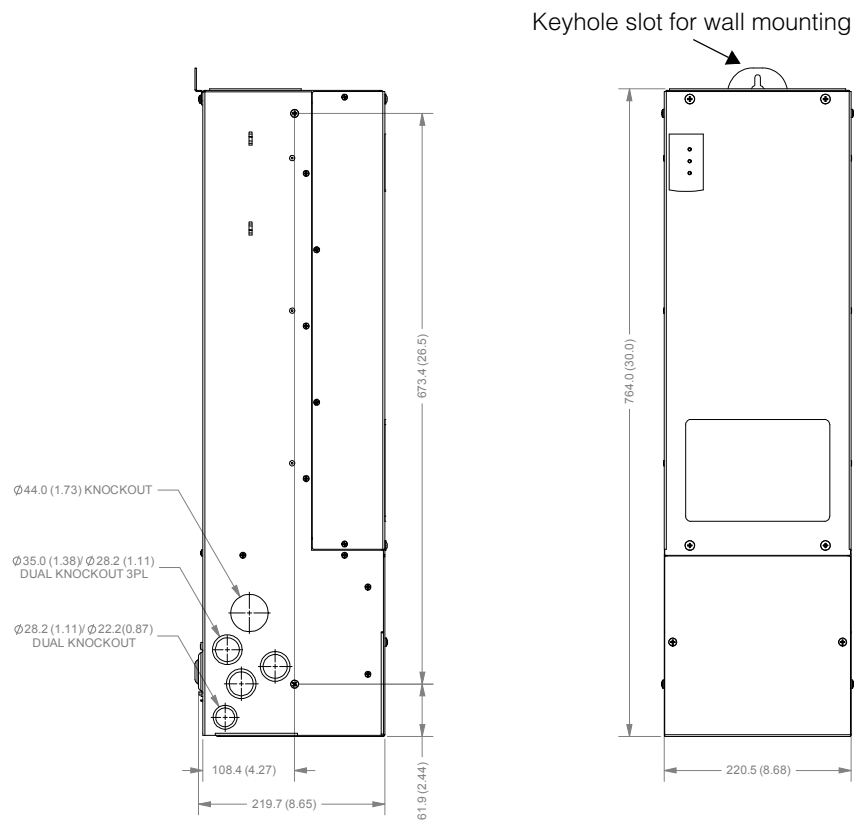 Keyhole slot for wall mounting
673.4 (26.5)
764.0 (30.0)
Ø44.0 (1.73) KNOCKOUT
Ø35.0 (1.38)/ Ø28.2 (1.11)
DUAL KNOCKOUT 3PL
Ø28.2 (1.11)/ Ø22.2(0.87)
DUAL KNOCKOUT
108.4 (4.27)
219.7 (8.65)
61.9 (2.44)
220.5 (8.68)